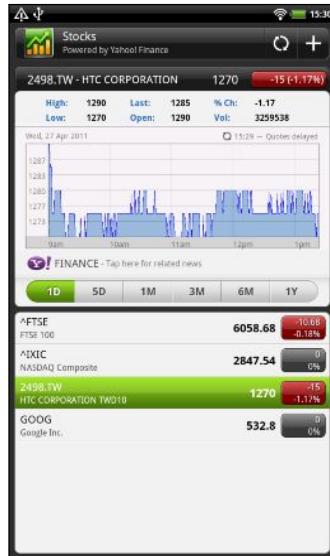 15:30
Stocks
Powered by Yahoo! Finance
2498.TW - HTC CORPORATION 1270 -15 (-1.17%)
High: 1290 Last: 1285 % Ch: -1.17
Low: 1270 Open: 1290 Vol: 3259538
Wed, 27 Apr 2011 15:29 — Quotes delayed
1287
1283
1280
1277
1273
9am 10am 11am 12pm 1pm
Y! FINANCE - Tap here for related news
1D 5D 1M 3M 6M 1Y
^FTSE 6058.68 -10.68
FTSE 100 -0.18%
^IXIC 2847.54 0
NASDAQ Composite 0%
2498.TW 1270 -15
HTC CORPORATION TWD10 -1.17%
GOOG 532.8 0
Google Inc. 0%